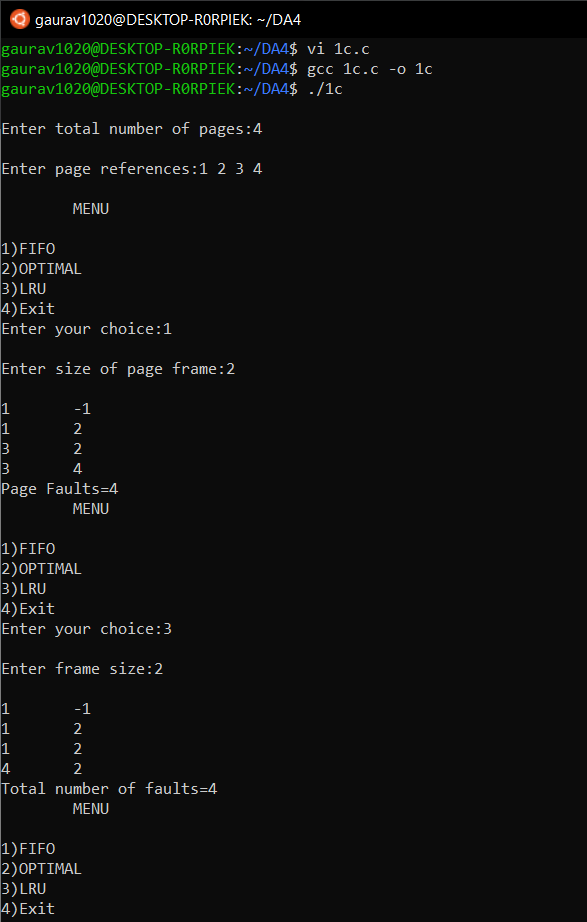 gaurav1020@DESKTOP-R0RPIEK: ~/DA4
gaurav1020@DESKTOP-R0RPIEK:~/DA4$ vi 1c.c
gaurav1020@DESKTOP-R0RPIEK:~/DA4$ gcc 1c.c -o 1c
gaurav1020@DESKTOP-R0RPIEK:~/DA4$ ./1c
Enter total number of pages:4
Enter page references:1 2 3 4
MENU
1)FIFO
2)OPTIMAL
3)LRU
4)Exit
Enter your choice:1
Enter size of page frame:2
1 -1
1 2
3 2
3 4
Page Faults=4
MENU
1)FIFO
2)OPTIMAL
3)LRU
4)Exit
Enter your choice:3
Enter frame size:2
1 -1
1 2
1 2
4 2
Total number of faults=4
MENU
1)FIFO
2)OPTIMAL
3)LRU
4)Exit